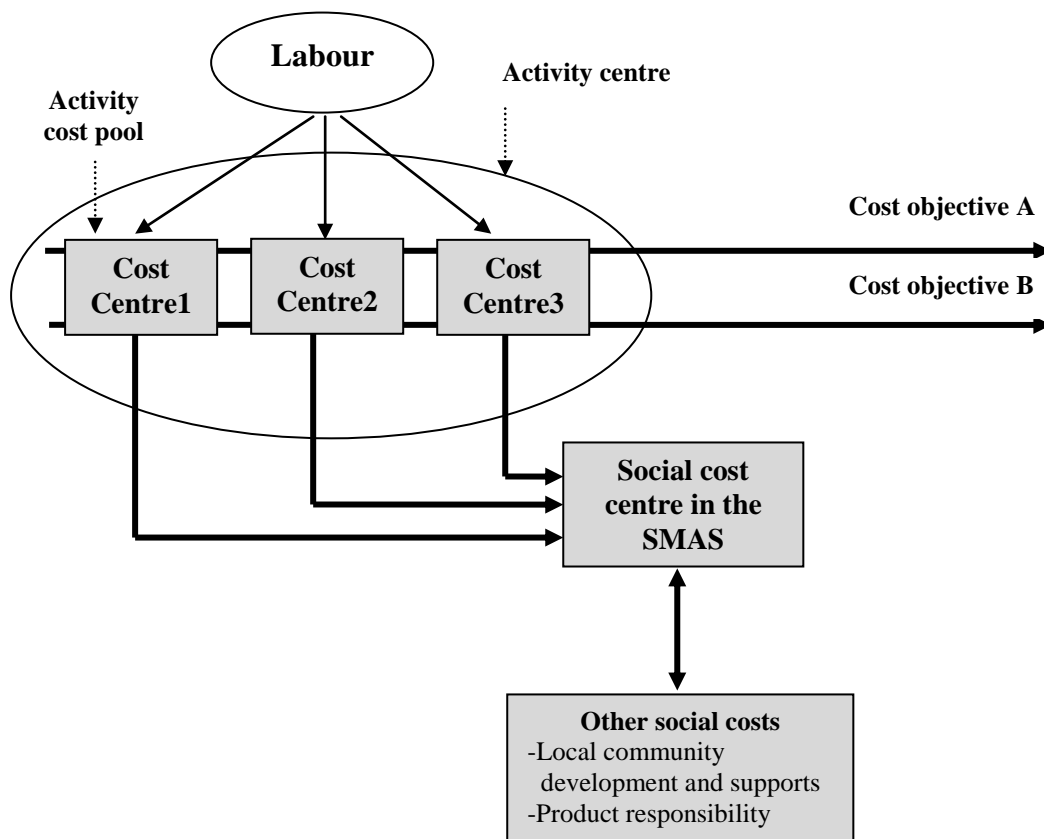 Labour
Activity centre
Activity
cost pool
Cost objective A
Cost
Centre1
Cost
Centre2
Cost
Centre3
Cost objective B
Social cost
centre in the
SMAS
Other social costs
-Local community
development and supports
-Product responsibility